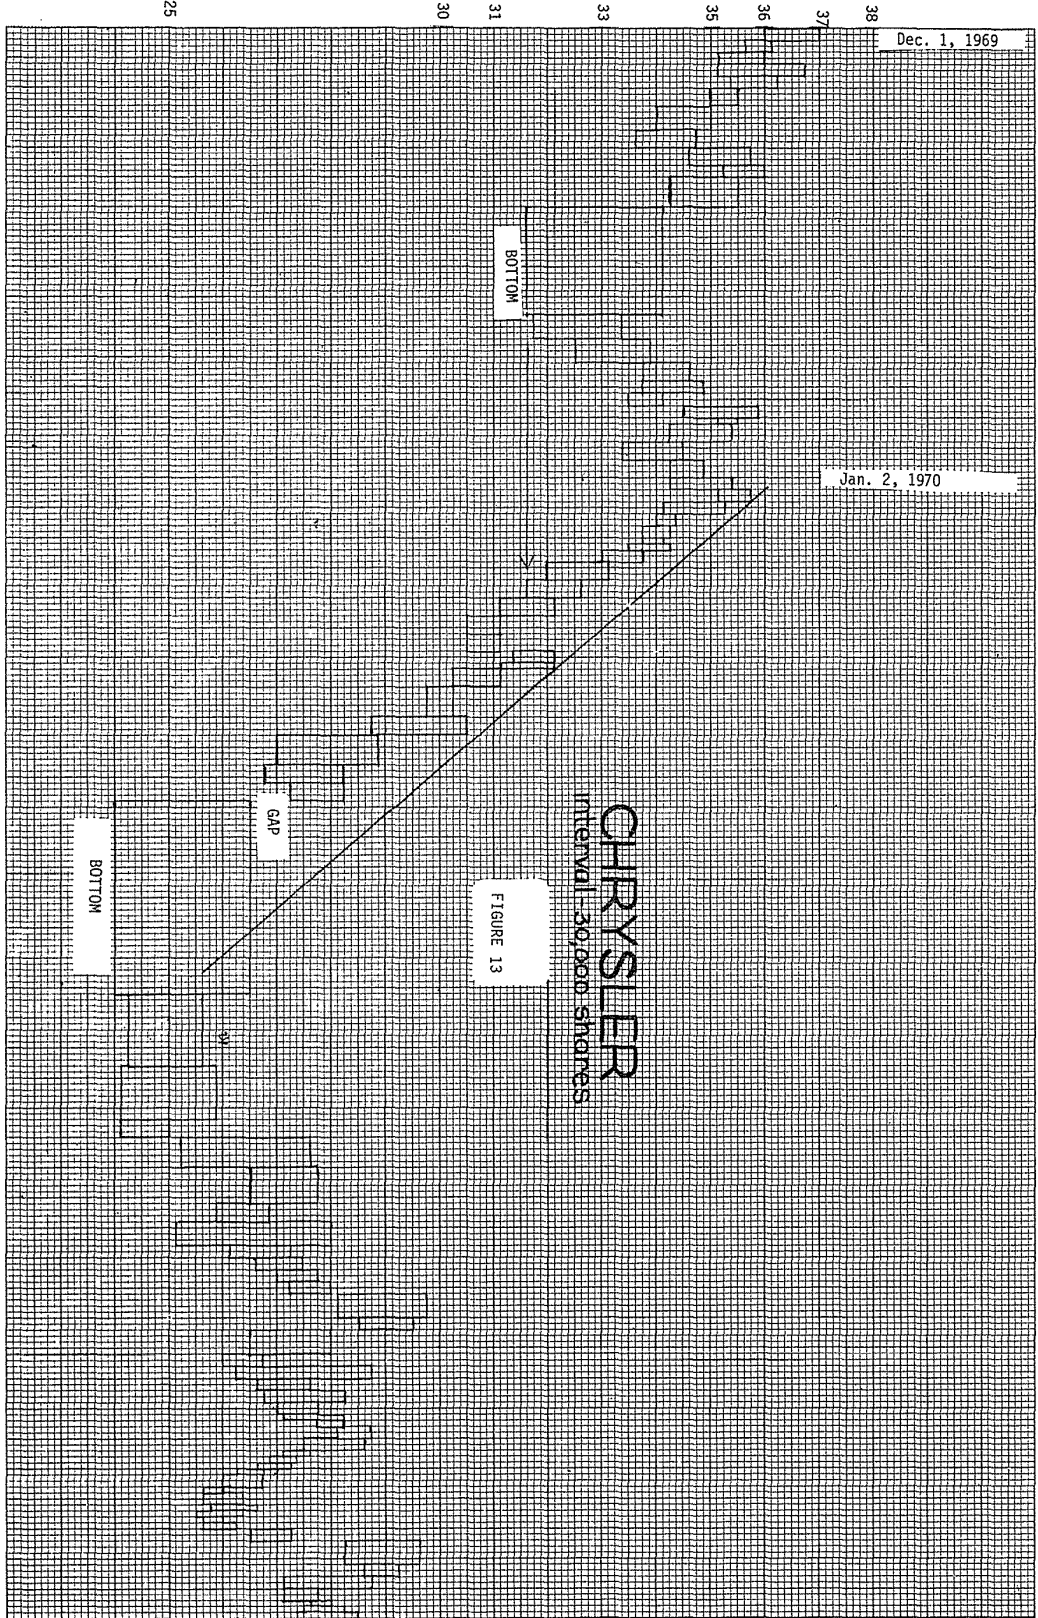 38
37
36
35
33
31
30
25
Dec. 1, 1969
Jan. 2, 1970
BOTTOM
CHRYSLER
interval-30,000 shares
FIGURE 13
GAP
BOTTOM